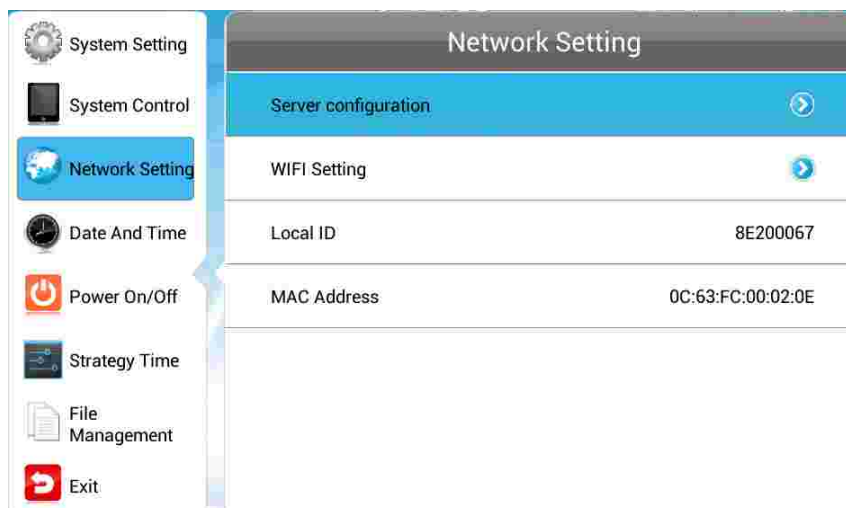 System Setting
System Control
Network Setting
Date And Time
Power On/Off
Strategy Time
File
Management
Exit
Network Setting
Server configuration
WIFI Setting
Local ID 8E200067
MAC Address 0C:63:FC:00:02:0E